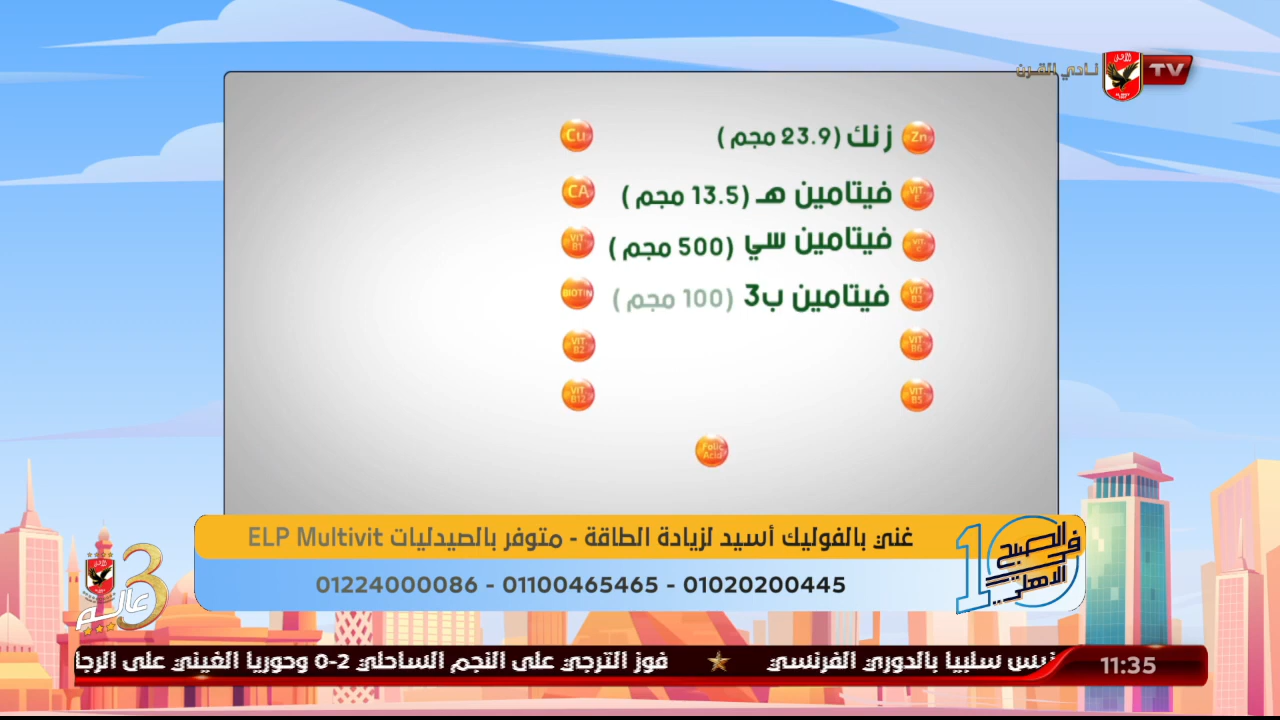 نادي القرن TV
زنك (23.9 مجم) Zn
Cu
فيتامين هـ (13.5 مجم) VIT. E
CA
فيتامين سي (500 مجم) VIT. C
VIT. B1
فيتامين ب3 (100 مجم) VIT. B3
BIOTIN
VIT. B6
VIT. B2
VIT. B5
VIT. B12
Folic Acid
غني بالفوليك أسيد لزيادة الطاقة - متوفر بالصيدليات ELP Multivit
01224000086 - 01100465465 - 01020200445
10 الصبح في الأهلي..
3 عالم
سلبيا بالدوري الفرنسي ★ فوز الترجي على النجم الساحلي 2-0 وحوريا الغيني على
11:35